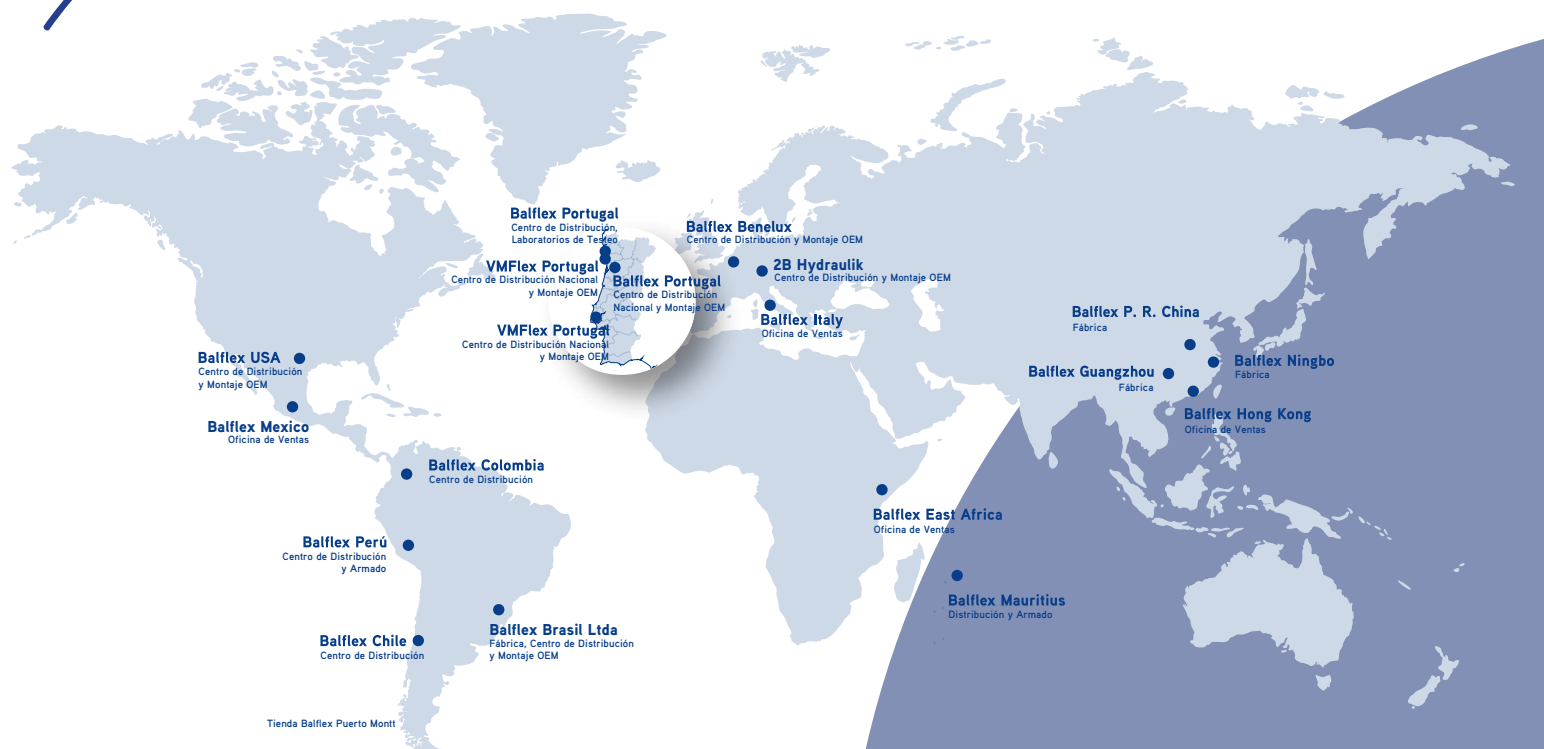 Balflex Portugal
Centro de Distribución,
Laboratorios de Testeo
VMFlex Portugal
Centro de Distribución Nacional
y Montaje OEM
Balflex Portugal
Centro de Distribución
Nacional y Montaje OEM
VMFlex Portugal
Centro de Distribución Nacional
y Montaje OEM
Balflex Benelux
Centro de Distribución y Montaje OEM
2B Hydraulik
Centro de Distribución y Montaje OEM
Balflex Italy
Oficina de Ventas
Balflex P. R. China
Fábrica
Balflex Ningbo
Fábrica
Balflex Guangzhou
Fábrica
Balflex Hong Kong
Oficina de Ventas
Balflex USA
Centro de Distribución
y Montaje OEM
Balflex Mexico
Oficina de Ventas
Balflex Colombia
Centro de Distribución
Balflex East Africa
Oficina de Ventas
Balflex Perú
Centro de Distribución
y Armado
Balflex Mauritius
Distribución y Armado
Balflex Brasil Ltda
Fábrica, Centro de Distribución
y Montaje OEM
Balflex Chile
Centro de Distribución
Tienda Balflex Puerto Montt